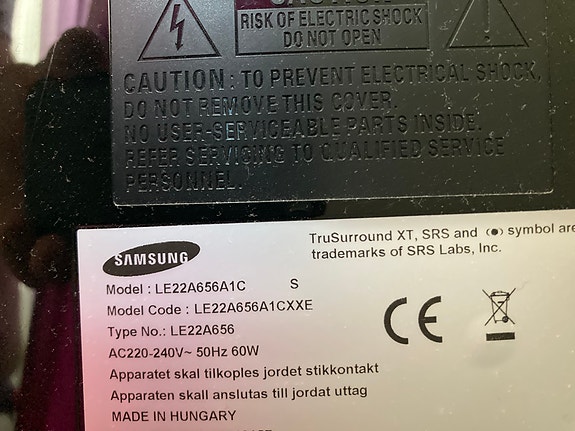 CAUTION
RISK OF ELECTRIC SHOCK
DO NOT OPEN
CAUTION : TO PREVENT ELECTRICAL SHOCK,
DO NOT REMOVE THIS COVER.
NO USER-SERVICEABLE PARTS INSIDE.
REFER SERVICING TO QUALIFIED SERVICE
PERSONNEL.
TruSurround XT, SRS and (●) symbol are
trademarks of SRS Labs, Inc.
SAMSUNG
Model : LE22A656A1C S
Model Code : LE22A656A1CXXE
Type No.: LE22A656
AC220-240V~ 50Hz 60W
Apparatet skal tilkoples jordet stikkontakt
Apparaten skall anslutas till jordat uttag
MADE IN HUNGARY
CE